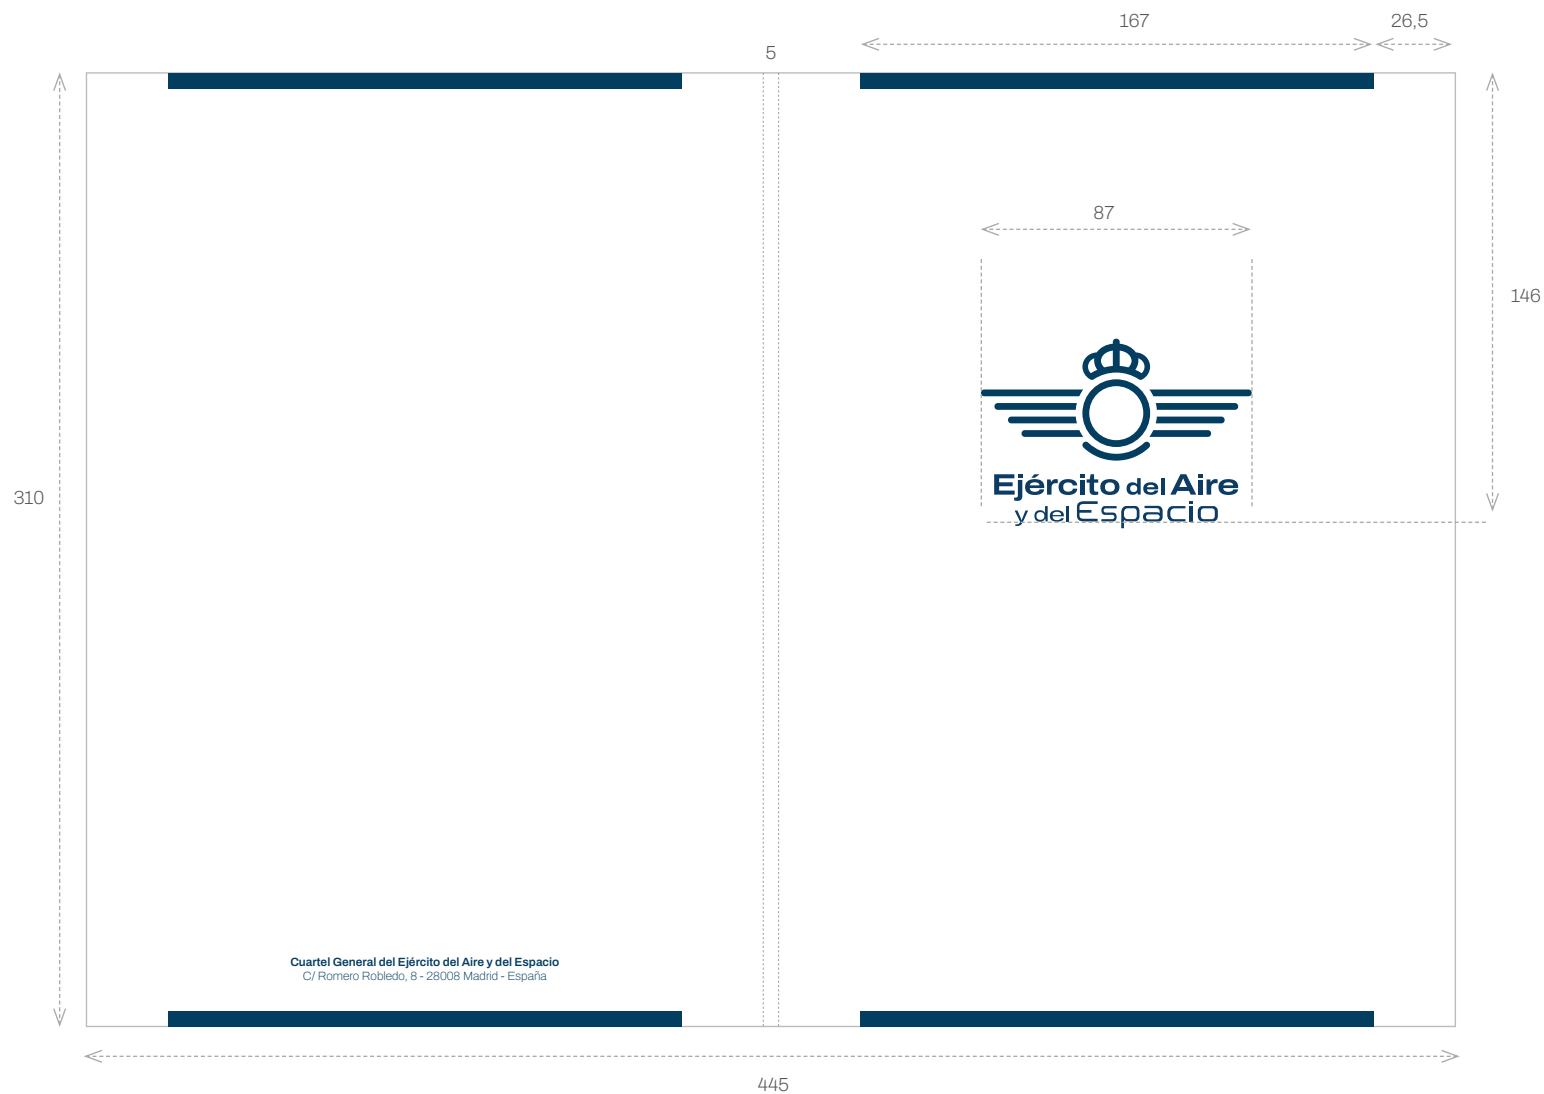 167
26,5
5
87
146
310
Ejército del Aire
y del Espacio
Cuartel General del Ejército del Aire y del Espacio
C/ Romero Robledo, 8 - 28008 Madrid - España
445